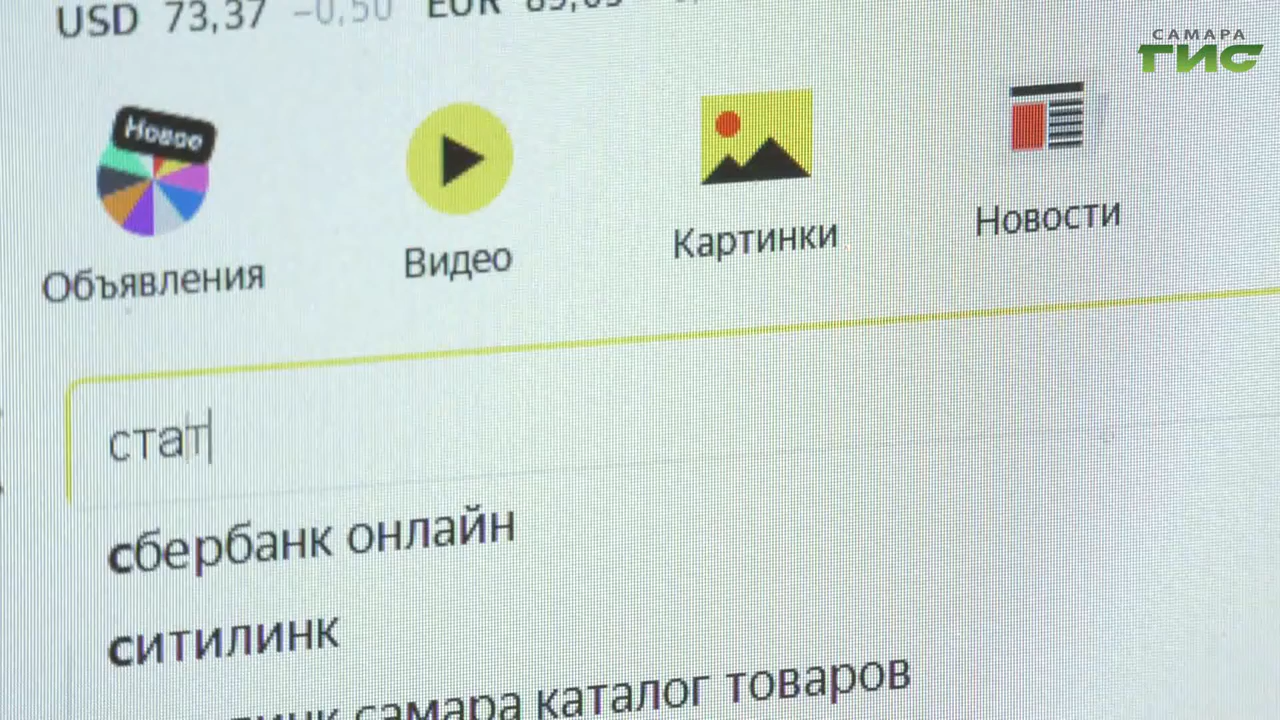 USD 73,37 −0,50 EUR
САМАРА
ГИС
Новое
Объявления
Видео
Картинки
Новости
стат
сбербанк онлайн
ситилинк
самара каталог товаров